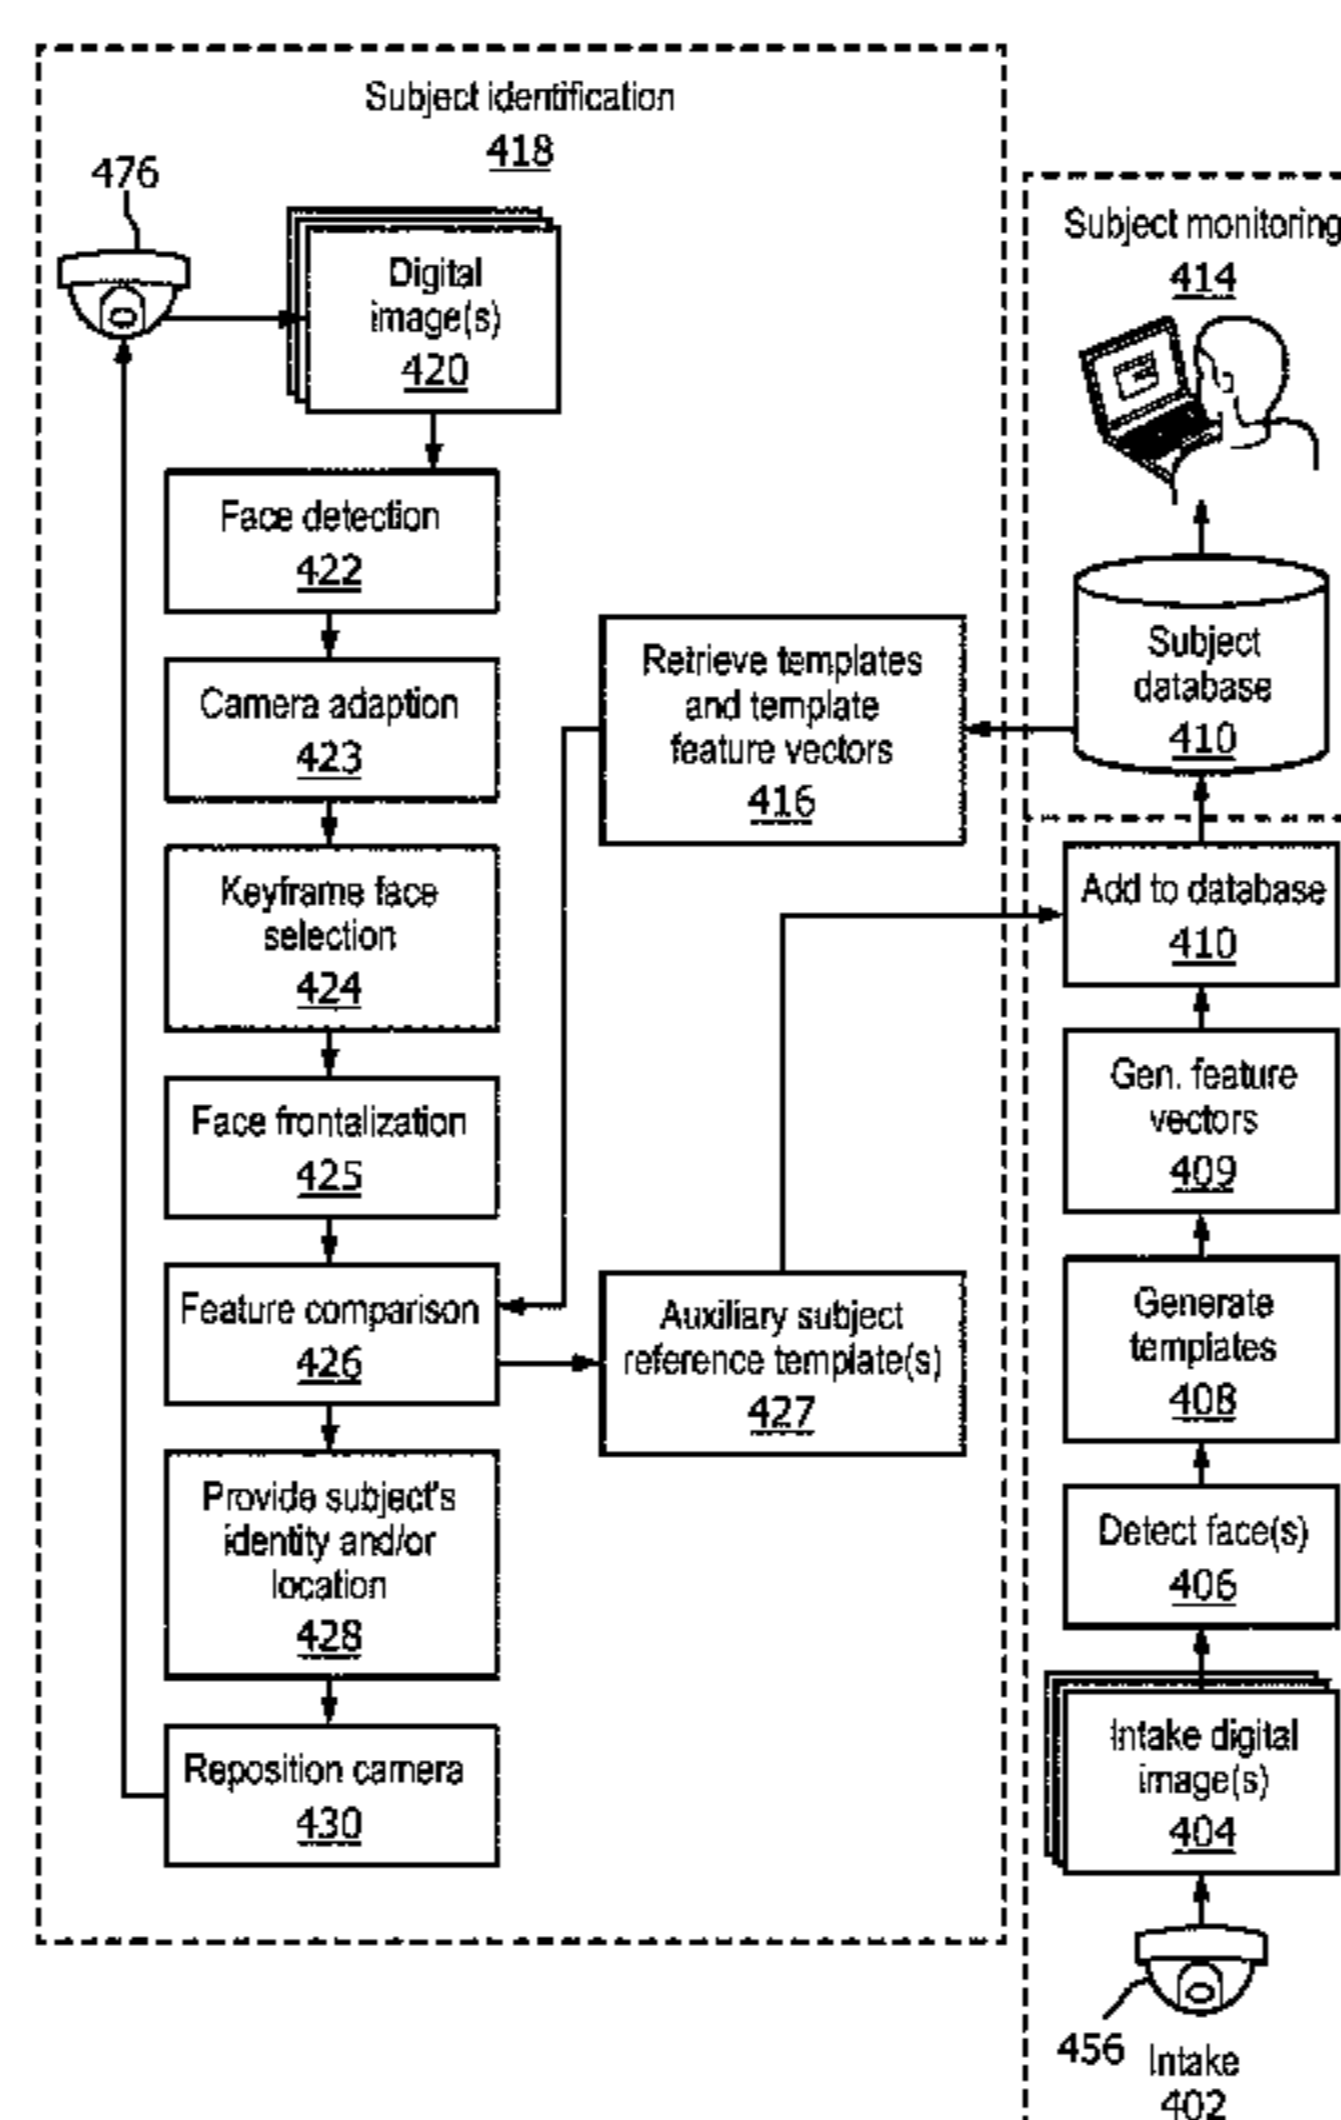 Subject identification
418
476
Digital
image(s)
420
Face detection
422
Camera adaption
423
Keyframe face
selection
424
Face frontalization
425
Feature comparison
426
Provide subject's
identity and/or
location
428
Reposition camera
430
Retrieve templates
and template
feature vectors
416
Auxiliary subject
reference template(s)
427
Subject monitoring
414
Subject
database
410
Add to database
410
Gen. feature
vectors
409
Generate
templates
408
Detect face(s)
406
Intake digital
image(s)
404
456
Intake
402